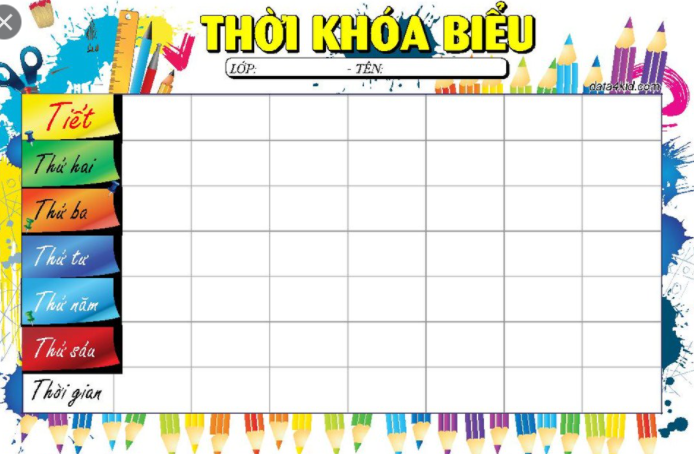 THỜI KHÓA BIỂU
LỚP: - TÊN:
data4kid.com
Tiết
Thứ hai
Thứ ba
Thứ tư
Thứ năm
Thứ sáu
Thời gian